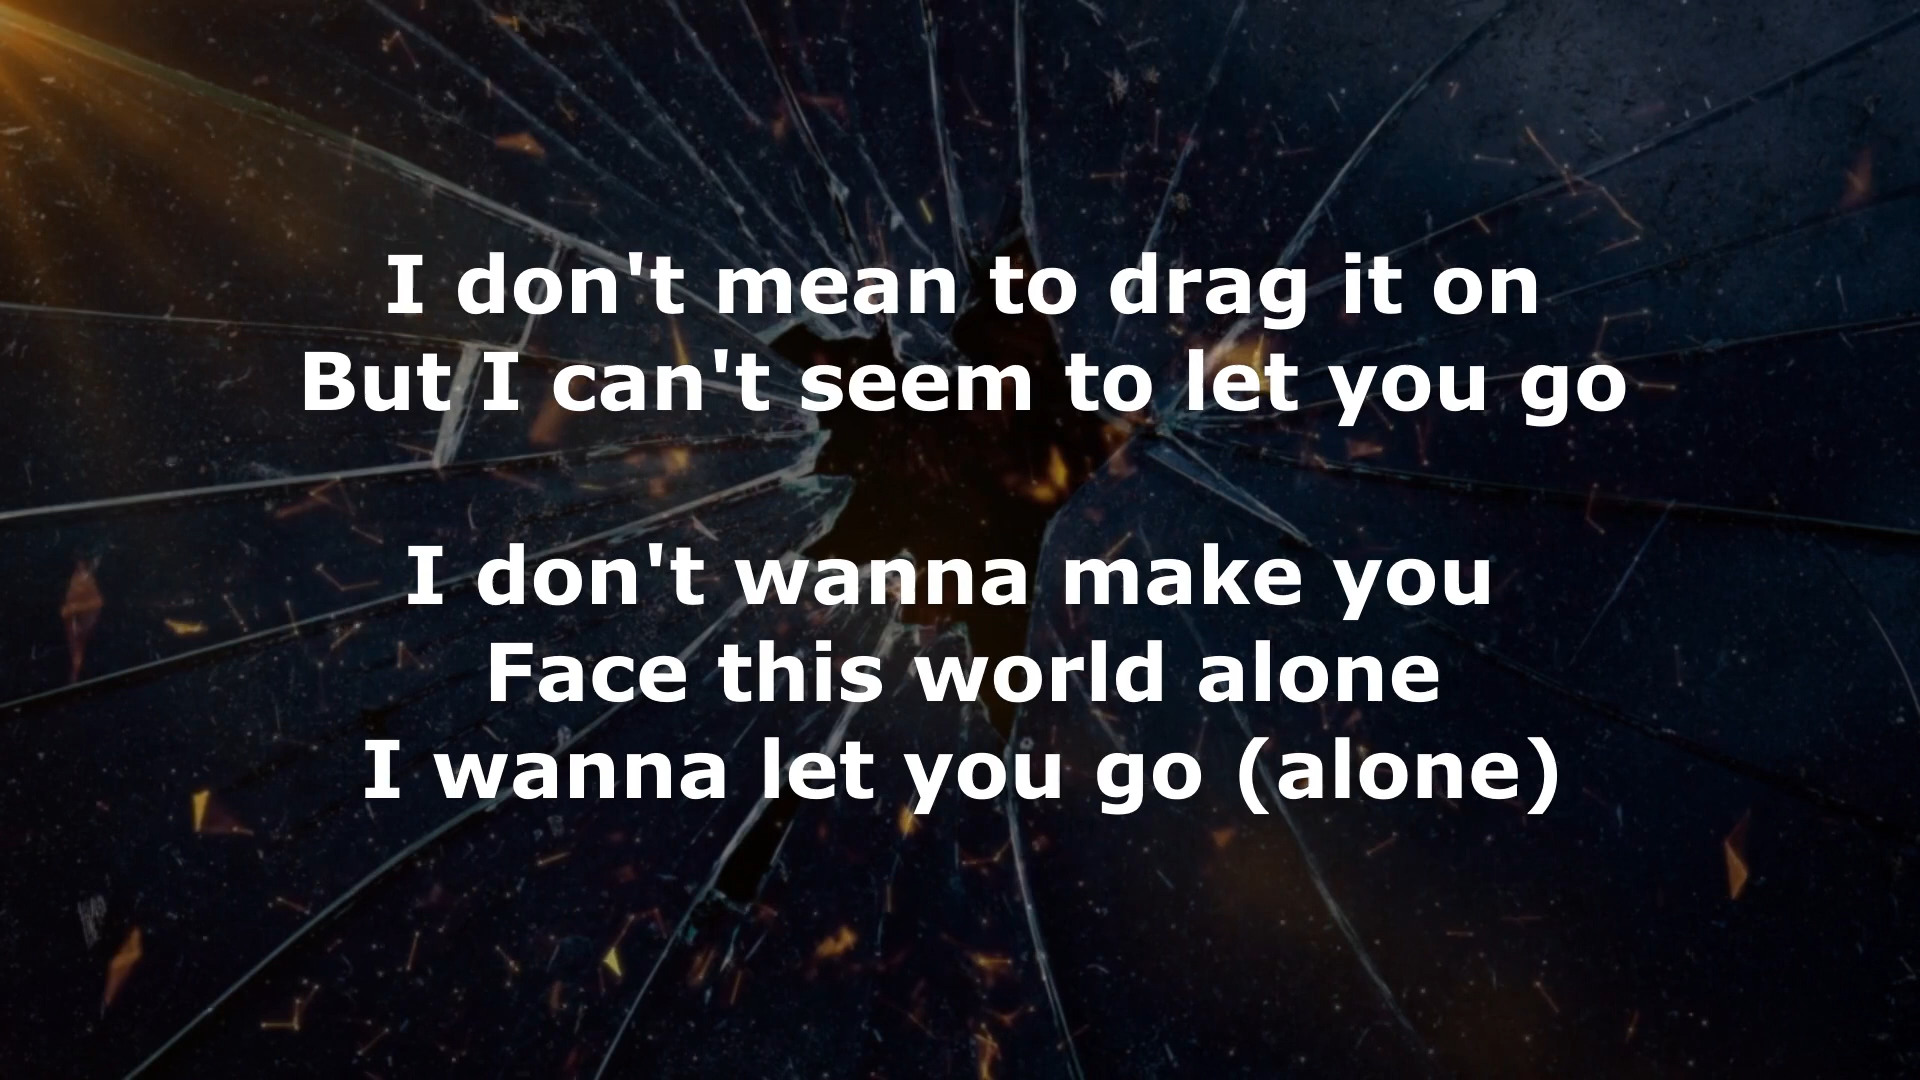 I don't mean to drag it on
But I can't seem to let you go
I don't wanna make you
Face this world alone
I wanna let you go (alone)